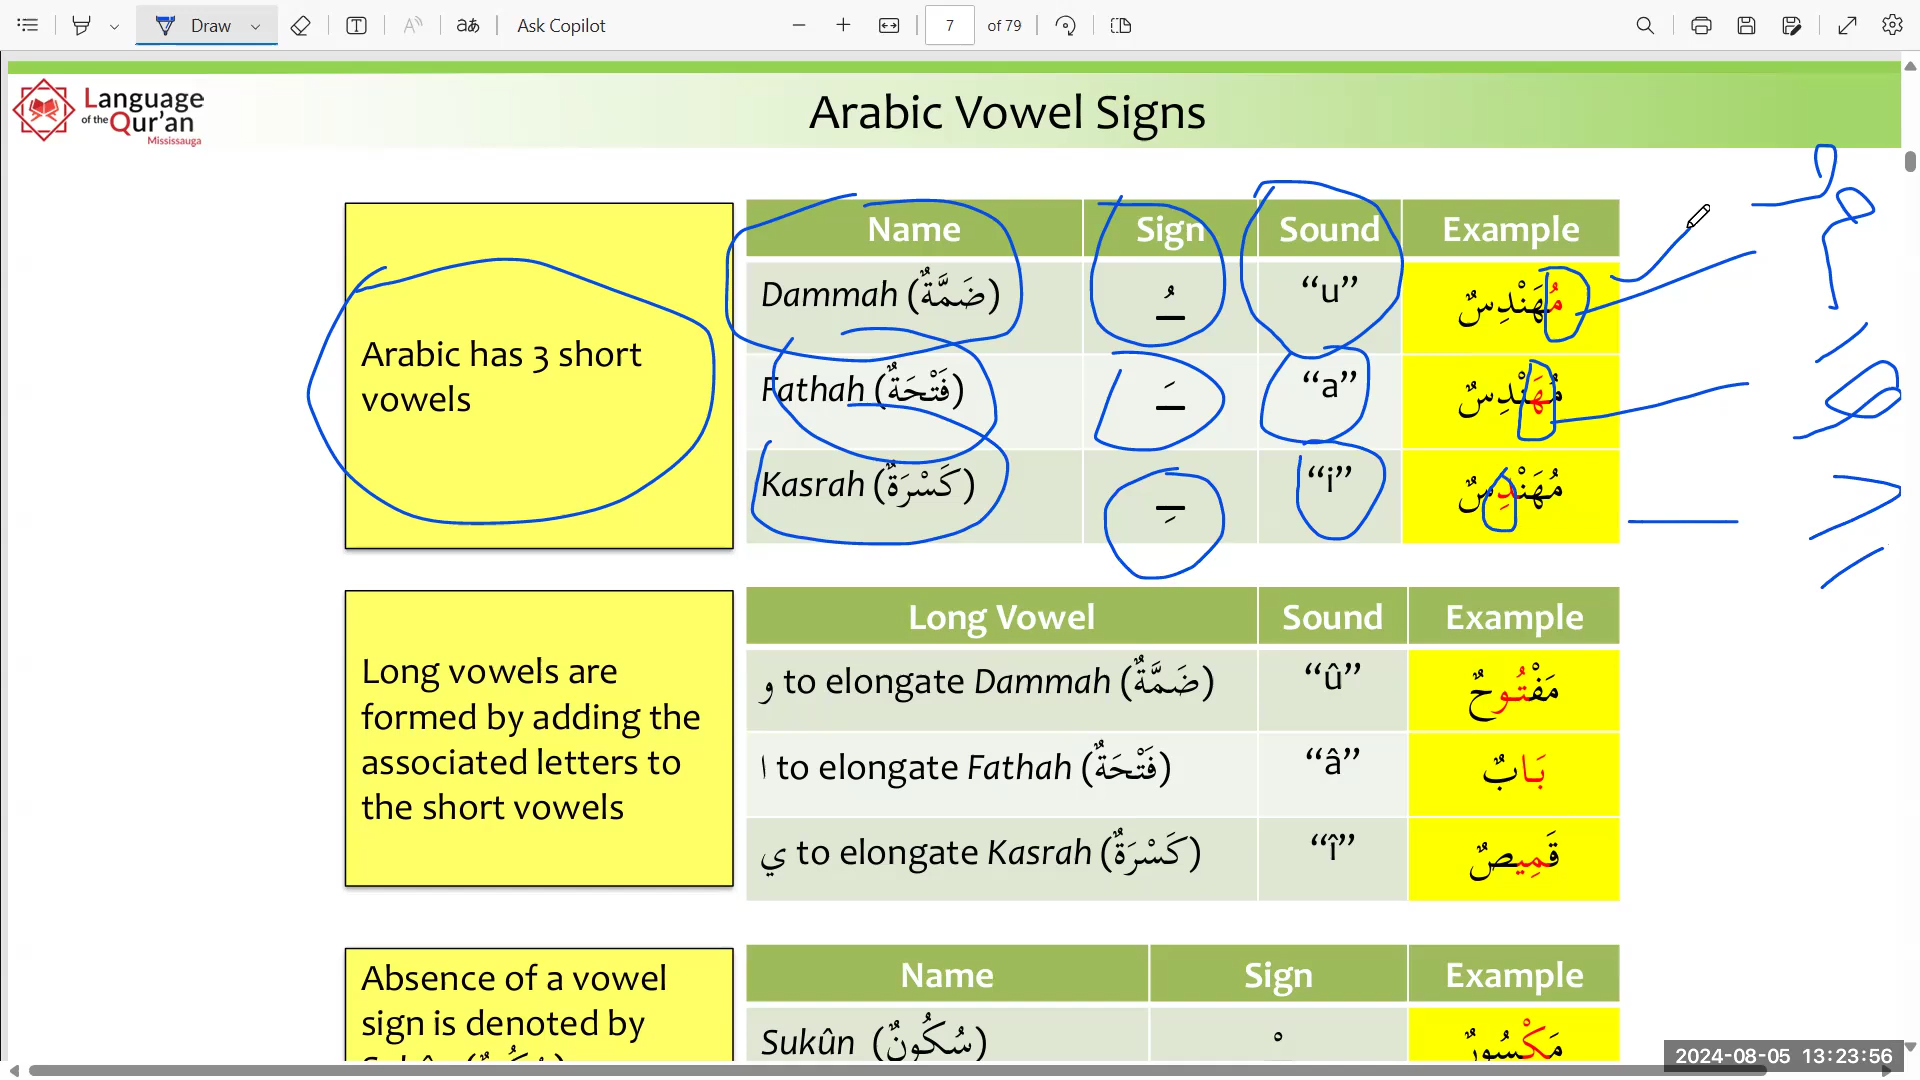 Draw
Ask Copilot
7 of 79
Language
of the Qur'an
Mississauga
Arabic Vowel Signs
Arabic has 3 short
vowels
Name Sign Sound Example
Dammah (ضَمَّةٌ) ـُ “u” مُهَنْدِسٌ
Fathah (فَتْحَةٌ) ـَ “a” مُهَنْدِسٌ
Kasrah (كَسْرَةٌ) ـِ “i” مُهَنْدِسٌ
Long vowels are
formed by adding the
associated letters to
the short vowels
Long Vowel Sound Example
و to elongate Dammah (ضَمَّةٌ) “û” مَفْتُوحٌ
ا to elongate Fathah (فَتْحَةٌ) “â” بَابٌ
ي to elongate Kasrah (كَسْرَةٌ) “î” قَمِيصٌ
Absence of a vowel
sign is denoted by
Name Sign Example
Sukûn (سُكُونٌ) ـْ مَكْسُورٌ
2024-08-05 13:23:56